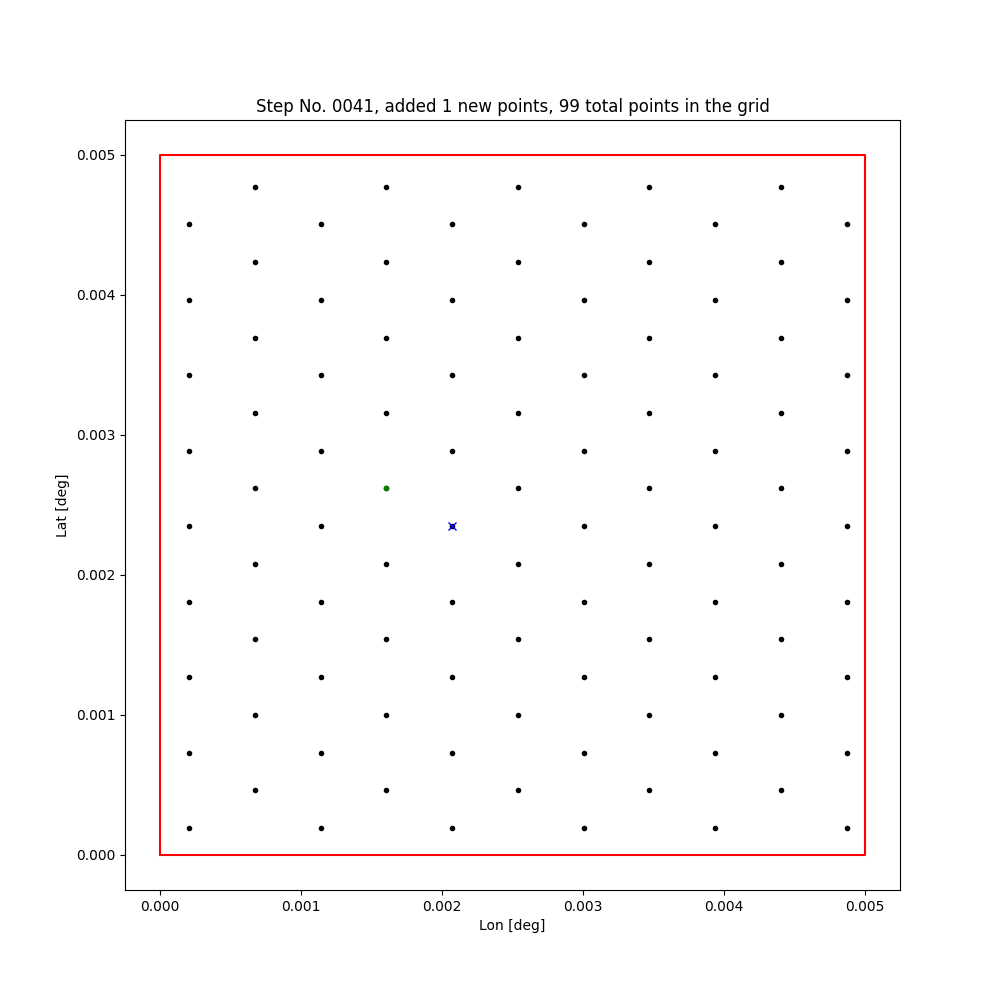 Step No. 0041, added 1 new points, 99 total points in the grid
0.005
0.004
0.003
0.002
0.001
0.000
Lat [deg]
0.000 0.001 0.002 0.003 0.004 0.005
Lon [deg]